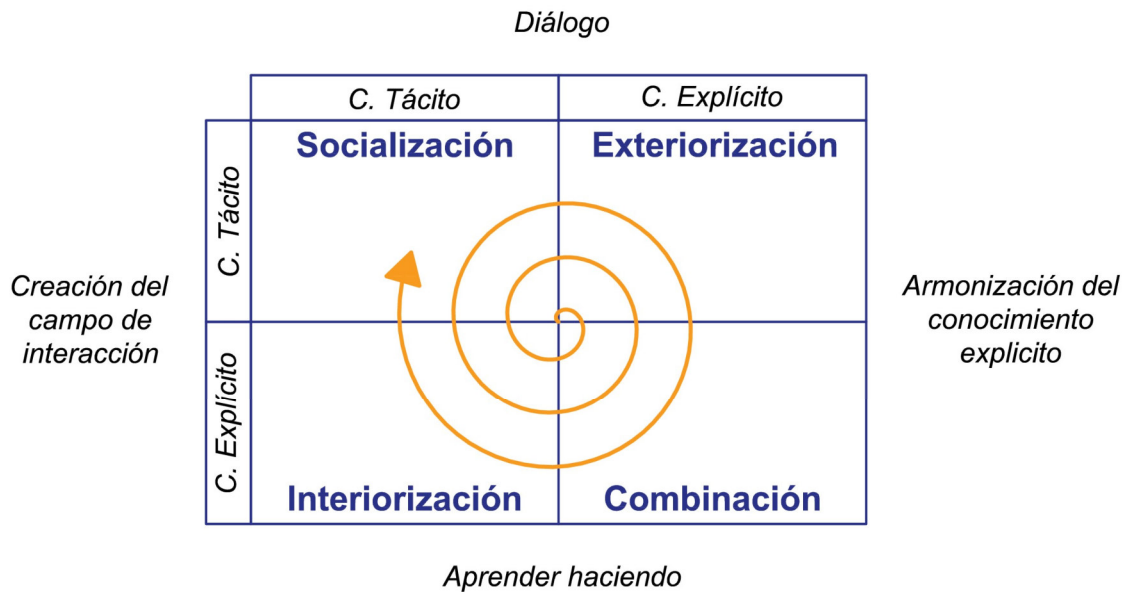 Diálogo
C. Tácito
C. Explícito
C. Tácito
Socialización
Exteriorización
Creación del
campo de
interacción
Armonización del
conocimiento
explicito
C. Explícito
Interiorización
Combinación
Aprender haciendo